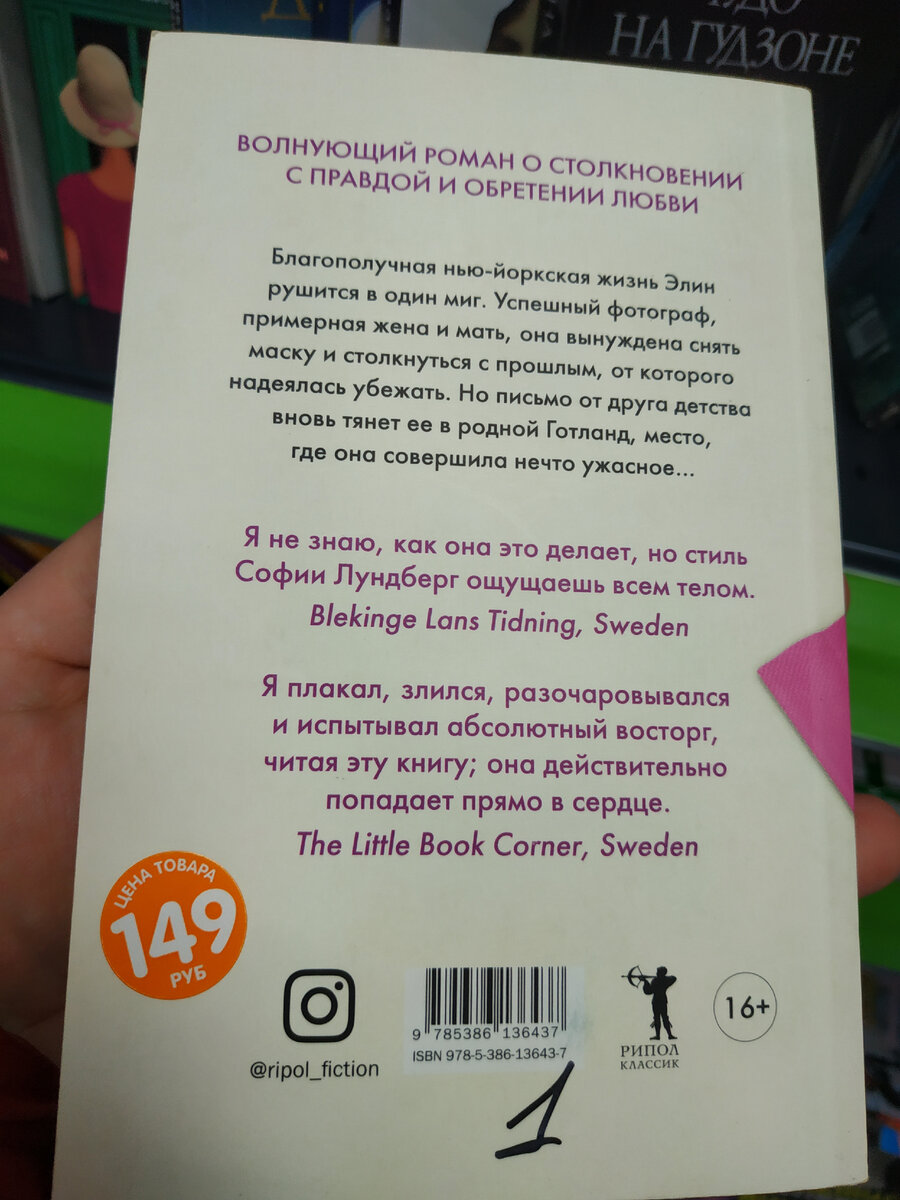 ЧУДО
НА ГУДЗОНЕ
ВОЛНУЮЩИЙ РОМАН О СТОЛКНОВЕНИИ
С ПРАВДОЙ И ОБРЕТЕНИИ ЛЮБВИ
Благополучная нью-йоркская жизнь Элин
рушится в один миг. Успешный фотограф,
примерная жена и мать, она вынуждена снять
маску и столкнуться с прошлым, от которого
надеялась убежать. Но письмо от друга детства
вновь тянет ее в родной Готланд, место,
где она совершила нечто ужасное...
Я не знаю, как она это делает, но стиль
Софии Лундберг ощущаешь всем телом.
Blekinge Lans Tidning, Sweden
Я плакал, злился, разочаровывался
и испытывал абсолютный восторг,
читая эту книгу; она действительно
попадает прямо в сердце.
The Little Book Corner, Sweden
ЦЕНА ТОВАРА
149
РУБ
@ripol_fiction
9 785386 136437
ISBN 978-5-386-13643-7
РИПОЛ
КЛАССИК
16+
1